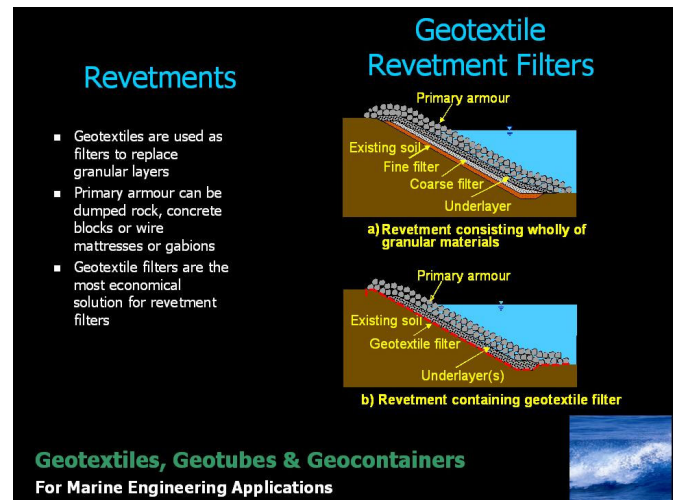 Revetments
■ Geotextiles are used as
filters to replace
granular layers
■ Primary armour can be
dumped rock, concrete
blocks or wire
mattresses or gabions
■ Geotextile filters are the
most economical
solution for revetment
filters
Geotextile
Revetment Filters
Primary armour
Existing soil
Fine filter
Coarse filter
Underlayer
a) Revetment consisting wholly of
granular materials
Primary armour
Existing soil
Geotextile filter
Underlayer(s)
b) Revetment containing geotextile filter
Geotextiles, Geotubes & Geocontainers
For Marine Engineering Applications